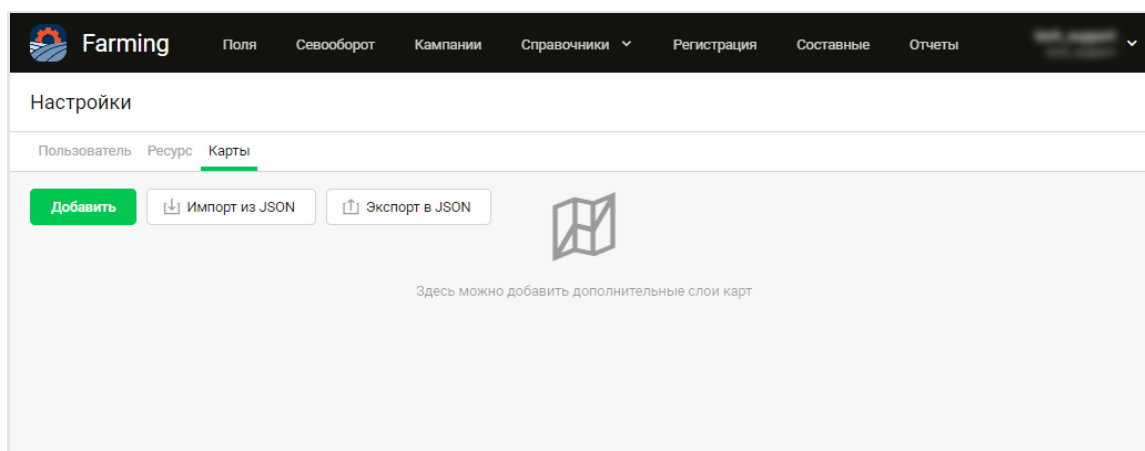 Farming Поля Севооборот Кампании Справочники Регистрация Составные Отчеты
Настройки
Пользователь Ресурс Карты
Добавить Импорт из JSON Экспорт в JSON
Здесь можно добавить дополнительные слои карт